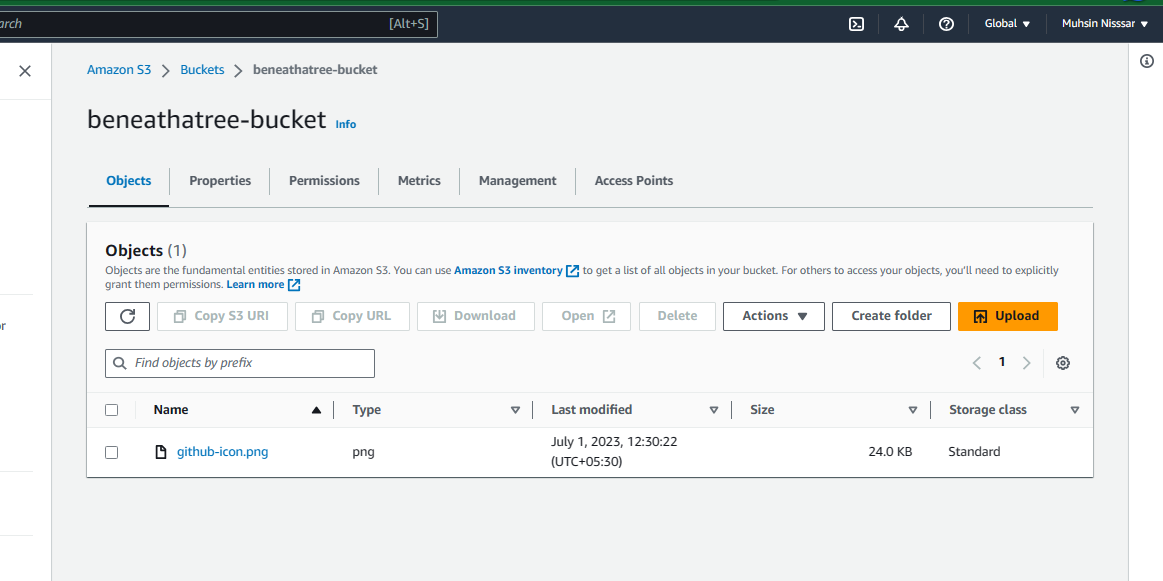 [Alt+S] Global Muhsin Nisssar
Amazon S3 Buckets beneathatree-bucket
beneathatree-bucket Info
Objects Properties Permissions Metrics Management Access Points
Objects (1)
Objects are the fundamental entities stored in Amazon S3. You can use Amazon S3 inventory to get a list of all objects in your bucket. For others to access your objects, you'll need to explicitly
grant them permissions. Learn more
Copy S3 URI Copy URL Download Open Delete Actions Create folder Upload
Find objects by prefix 1
Name Type Last modified Size Storage class
github-icon.png png July 1, 2023, 12:30:22 24.0 KB Standard
(UTC+05:30)